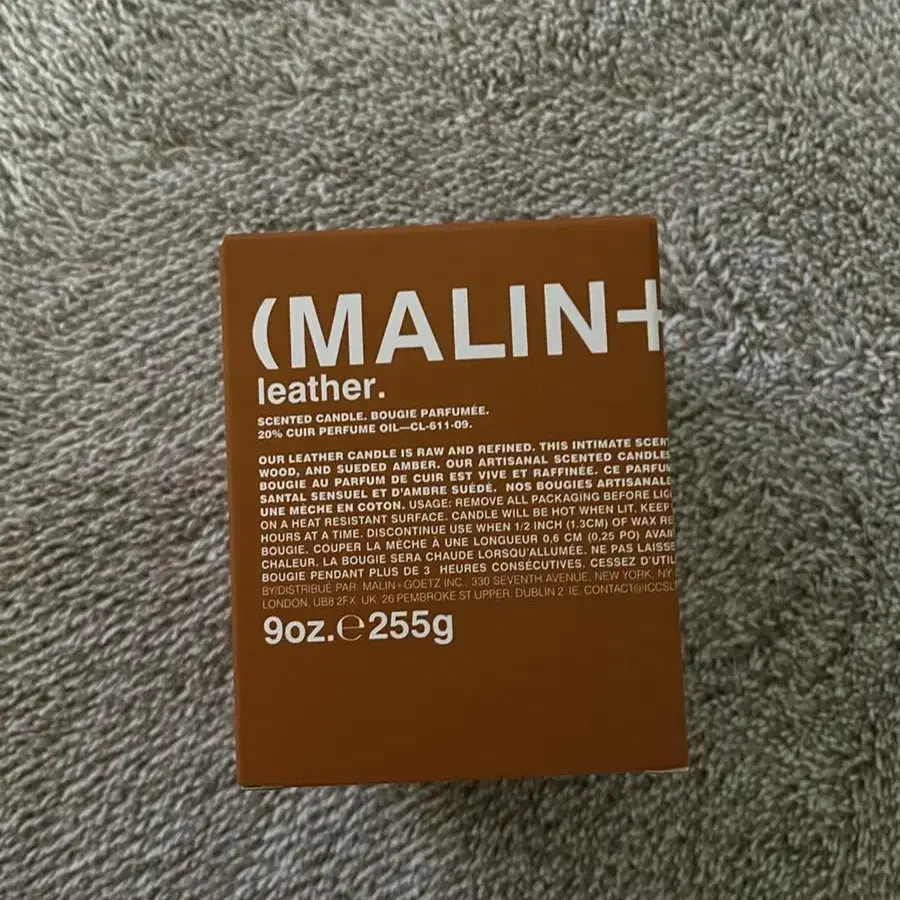 (MALIN+
leather.
SCENTED CANDLE. BOUGIE PARFUMÉE.
20% CUIR PERFUME OIL—CL-611-09.
OUR LEATHER CANDLE IS RAW AND REFINED. THIS INTIMATE SCENT
WOOD, AND SUEDED AMBER. OUR ARTISANAL SCENTED CANDLES
BOUGIE AU PARFUM DE CUIR EST VIVE ET RAFFINÉE. CE PARFUM
SANTAL SENSUEL ET D'AMBRE SUÉDÉ. NOS BOUGIES ARTISANALE
UNE MÈCHE EN COTON. USAGE: REMOVE ALL PACKAGING BEFORE LIG
ON A HEAT RESISTANT SURFACE. CANDLE WILL BE HOT WHEN LIT. KEEP
HOURS AT A TIME. DISCONTINUE USE WHEN 1/2 INCH (1.3CM) OF WAX RE
BOUGIE. COUPER LA MÈCHE À UNE LONGUEUR 0,6 CM (0,25 PO) AVAN
CHALEUR. LA BOUGIE SERA CHAUDE LORSQU'ALLUMÉE. NE PAS LAISSE
BOUGIE PENDANT PLUS DE 3 HEURES CONSÉCUTIVES. CESSEZ D'UTIL
BY/DISTRIBUÉ PAR MALIN+GOETZ INC., 330 SEVENTH AVENUE, NEW YORK, NY
LONDON, UB8 2FX, UK, 26 PEMBROKE ST UPPER, DUBLIN 2, IE. CONTACT@ICCSL
9oz.℮255g